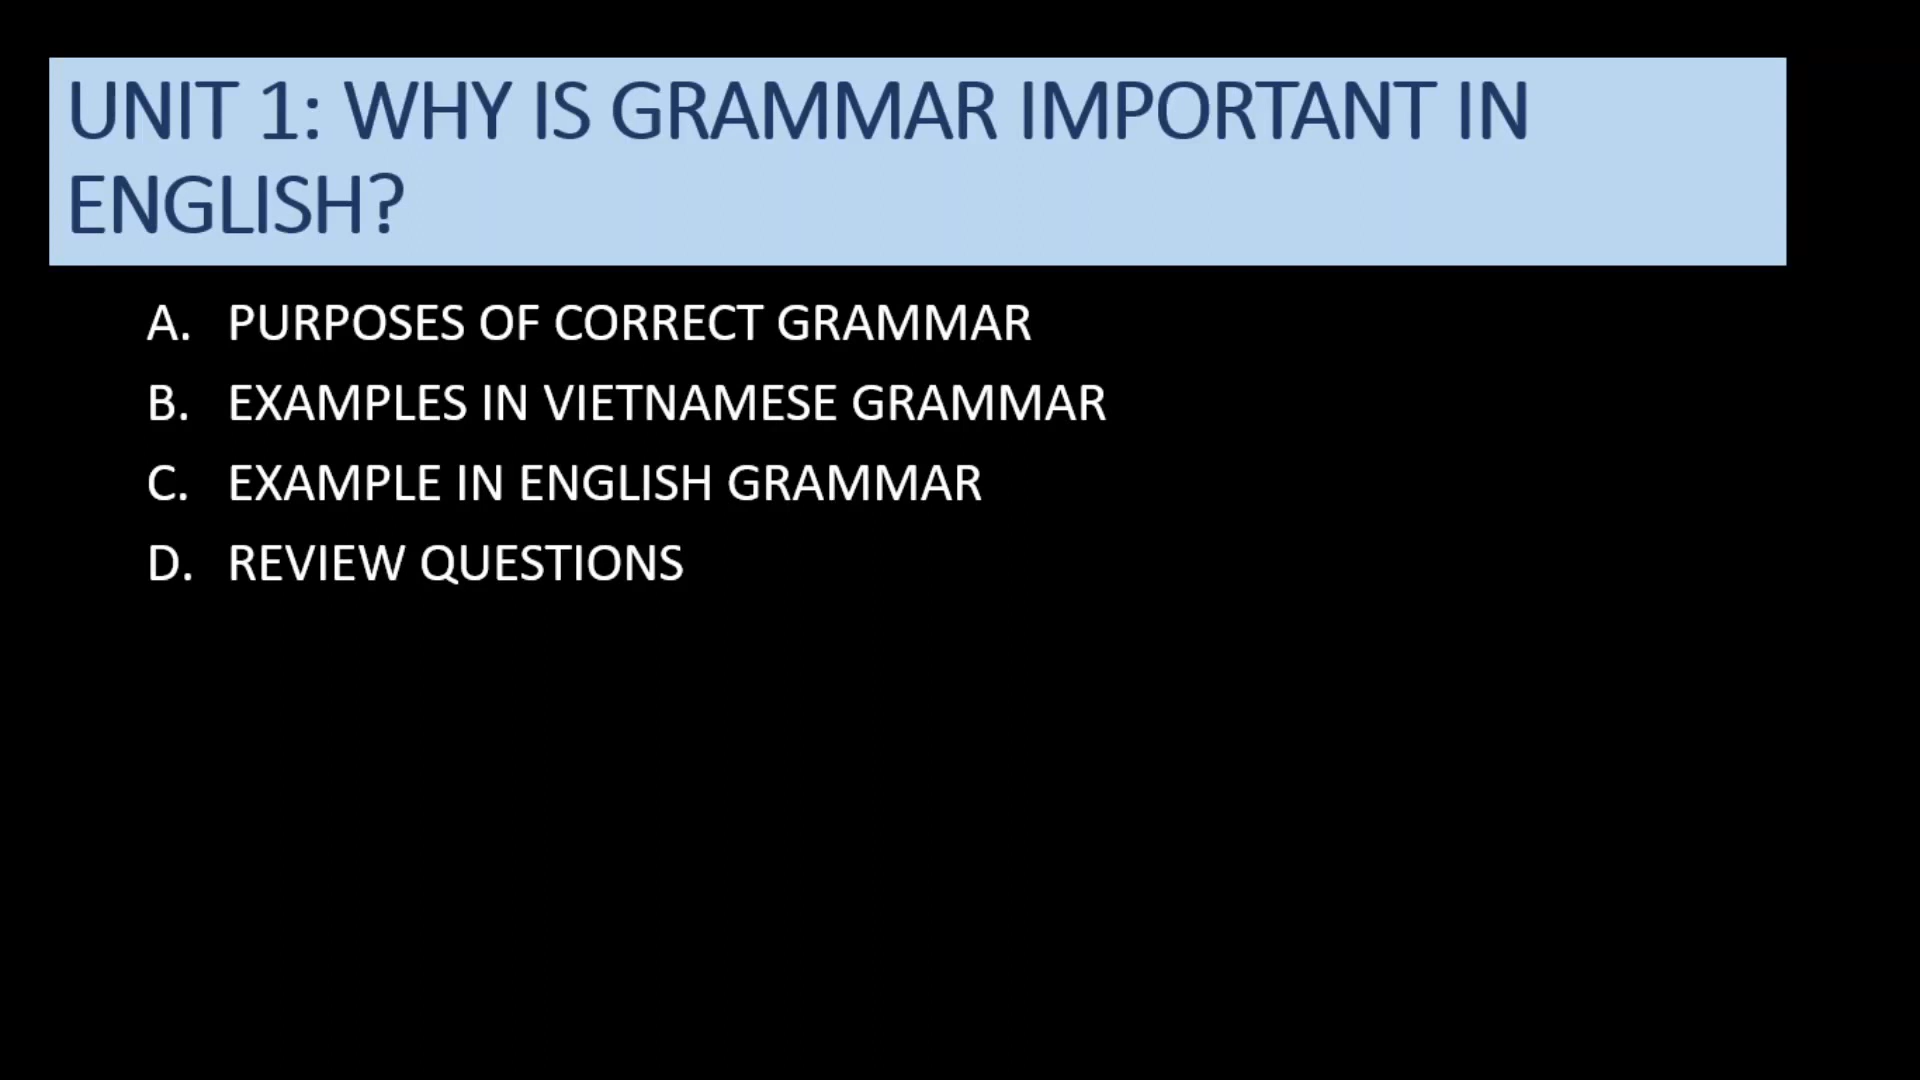 UNIT 1: WHY IS GRAMMAR IMPORTANT IN
ENGLISH?
A. PURPOSES OF CORRECT GRAMMAR
B. EXAMPLES IN VIETNAMESE GRAMMAR
C. EXAMPLE IN ENGLISH GRAMMAR
D. REVIEW QUESTIONS